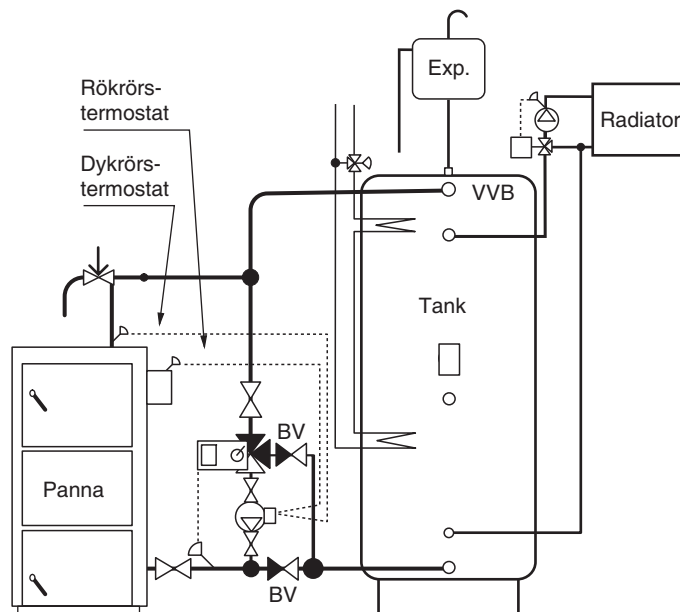 Exp.
Rökrörs-
termostat
Radiator
Dykrörs-
termostat
VVB
Tank
BV
Panna
BV